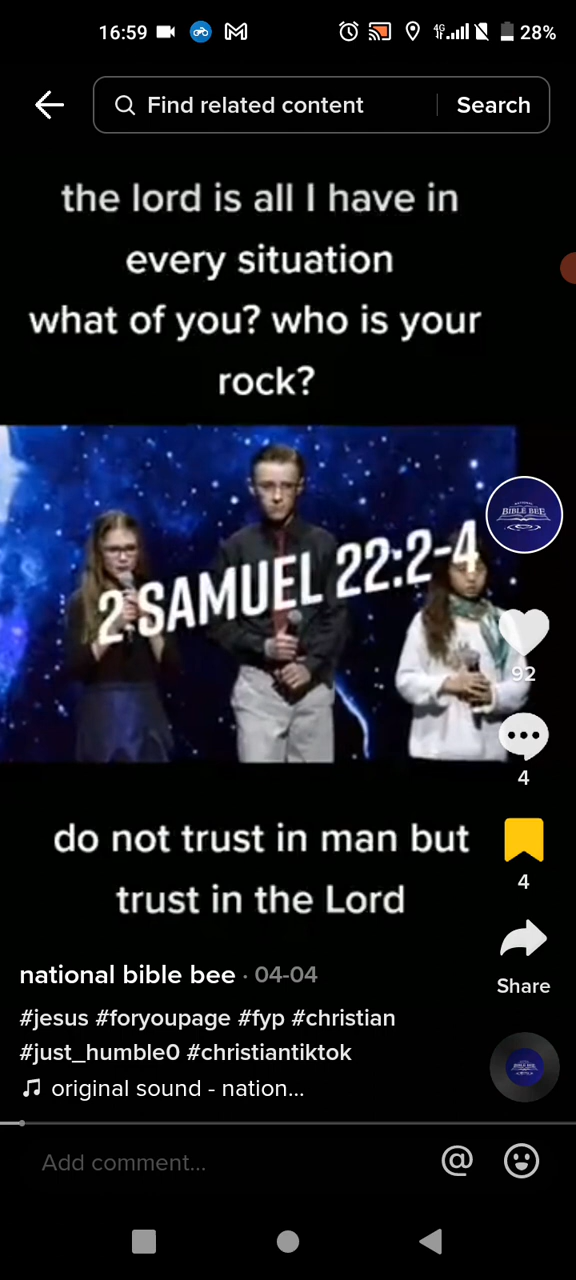 16:59
4G
28%
Find related content
Search
the lord is all I have in
every situation
what of you? who is your
rock?
2 SAMUEL 22:2-4
BIBLE BEE
92
4
do not trust in man but
trust in the Lord
4
national bible bee · 04-04
Share
#jesus #foryoupage #fyp #christian
#just_humble0 #christiantiktok
original sound - nation...
Add comment...
@